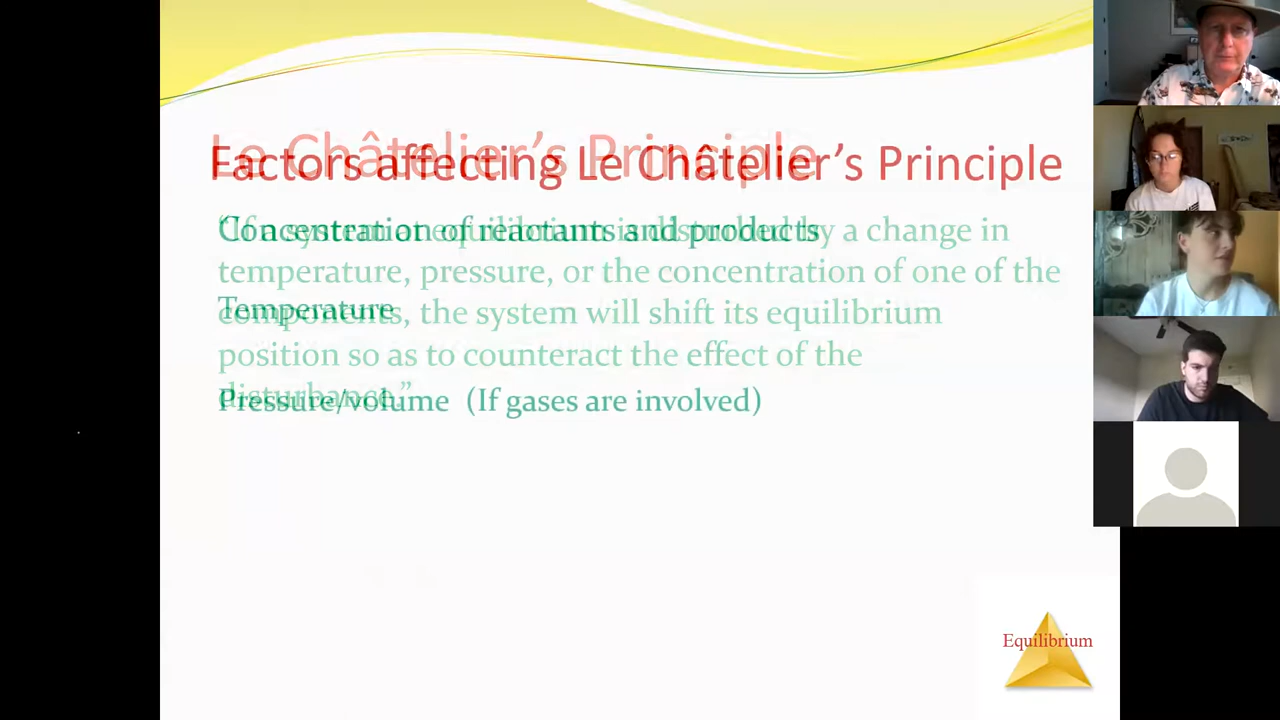 Le Châtelier's Principle
Factors affecting Le Châtelier's Principle
“If a system at equilibrium is disturbed by a change in
temperature, pressure, or the concentration of one of the
components, the system will shift its equilibrium
position so as to counteract the effect of the
disturbance.”
Concentration of reactants and products
Temperature
Pressure/volume (If gases are involved)
Equilibrium